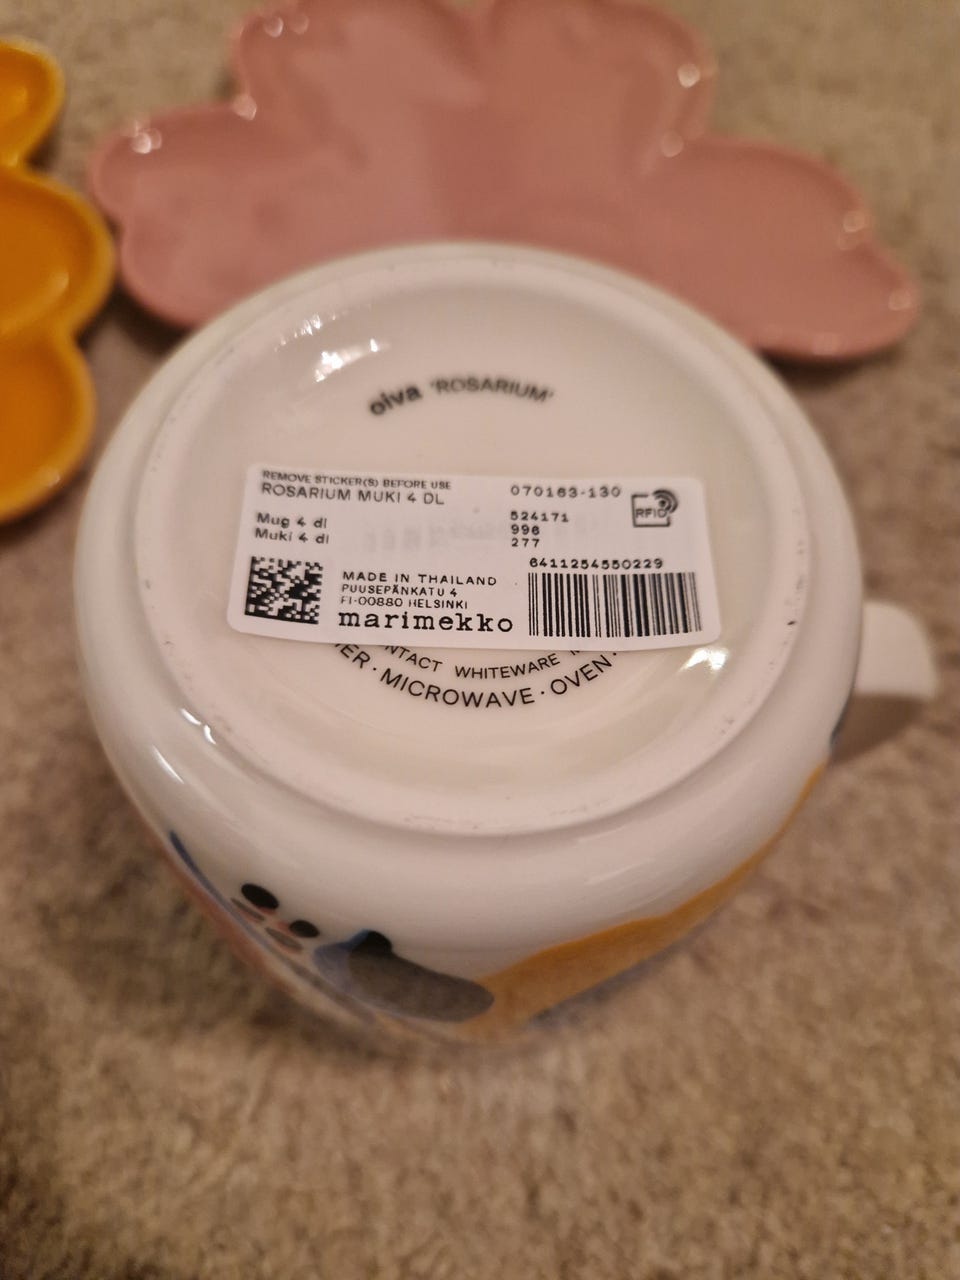 oiva 'ROSARIUM'
REMOVE STICKER(S) BEFORE USE
ROSARIUM MUKI 4 DL
070163-130
RFID
Mug 4 dl
Muki 4 dl
524171
996
277
6411254550229
MADE IN THAILAND
PUUSEPÄNKATU 4
FI-00880 HELSINKI
marimekko
WHITEWARE
MICROWAVE · OVEN ·